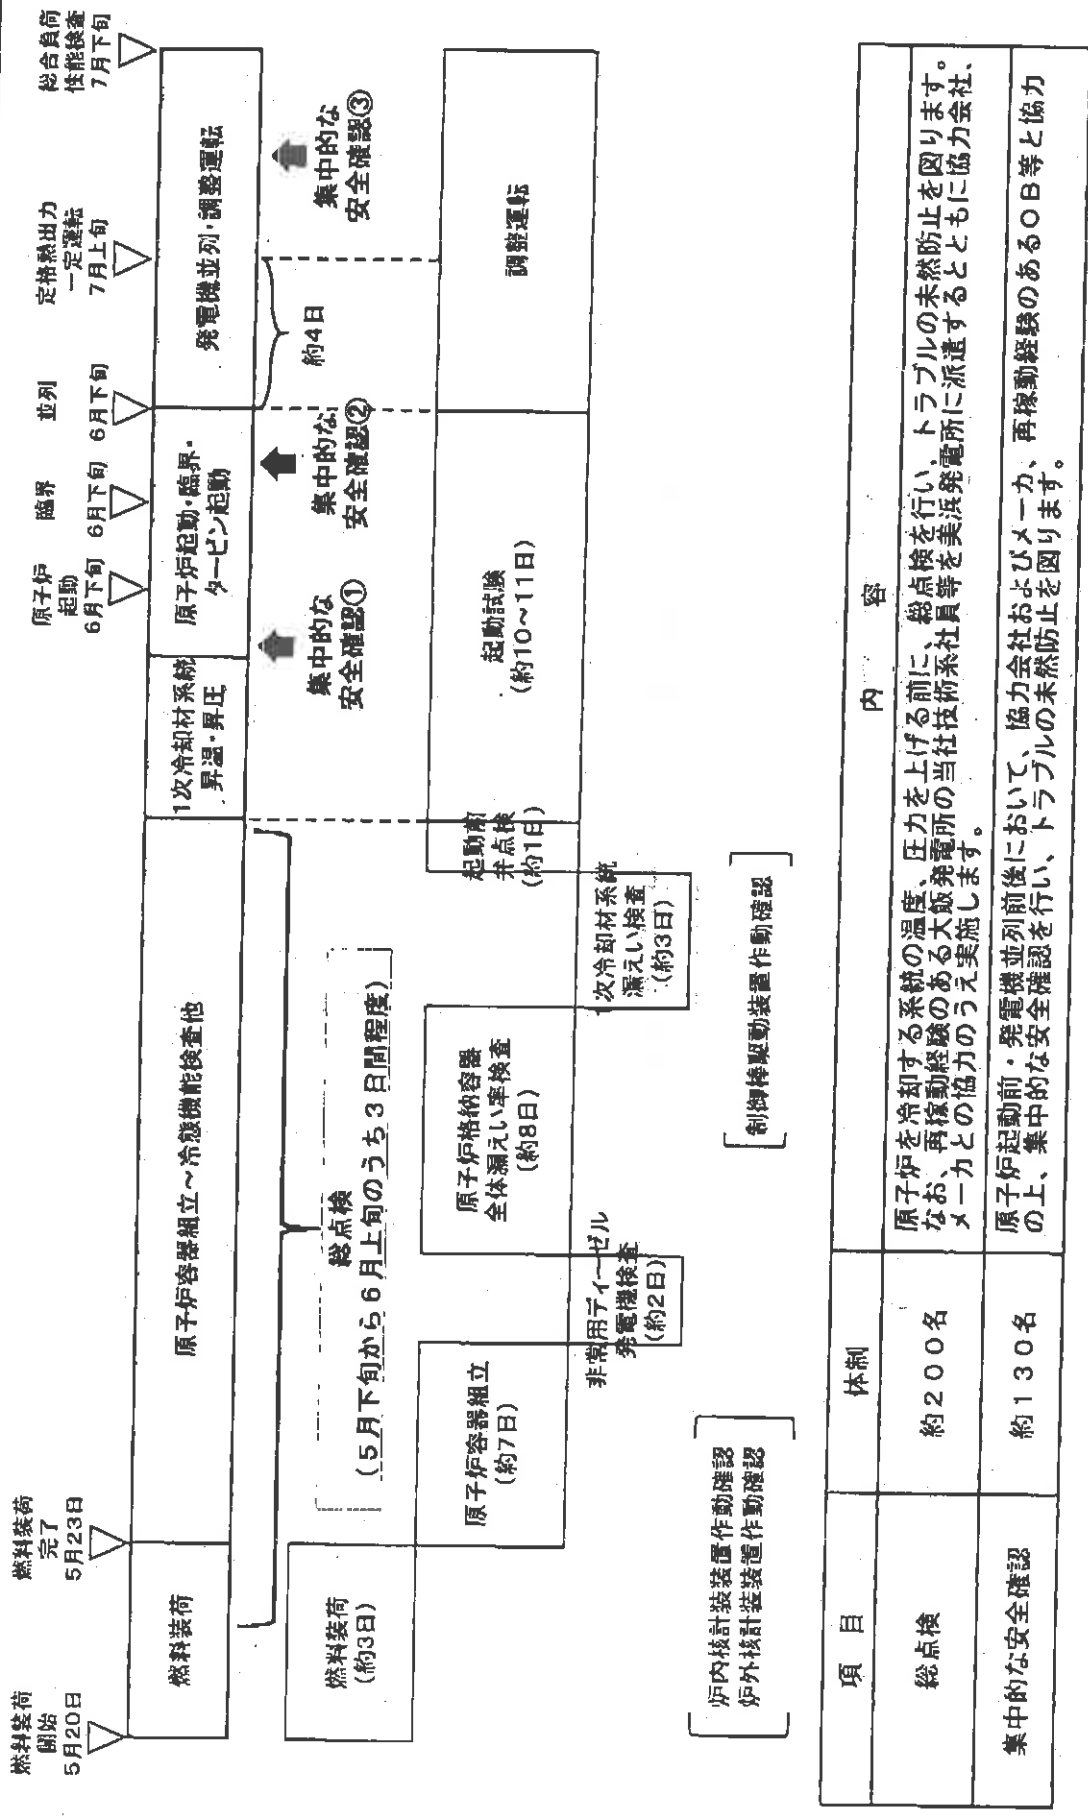 燃料装荷
開始
5月20日
燃料装荷
完了
5月23日
原子炉
起動
6月下旬
臨界
6月下旬
並列
6月下旬
定格熱出力
一定運転
7月上旬
総合負荷
性能検査
7月下旬
燃料装荷
原子炉容器組立~冷態機能検査他
1次冷却材系統
昇温・昇圧
原子炉起動・臨界・
タービン起動
発電機並列・調整運転
総点検
(5月下旬から6月上旬のうち3日間程度)
集中的な
安全確認①
集中的な
安全確認②
約4日
集中的な
安全確認③
燃料装荷
(約3日)
原子炉容器組立
(約7日)
非常用ディーゼル
発電機検査
(約2日)
原子炉格納容器
全体漏えい率検査
(約8日)
次冷却材系統
漏えい検査
(約3日)
起動前
弁点検
(約1日)
起動試験
(約10~11日)
調整運転
炉内核計装装置作動確認
炉外核計装装置作動確認
制御棒駆動装置作動確認
項目
体制
内容
総点検
約200名
原子炉を冷却する系統の温度、圧力を上げる前に、総点検を行い、トラブルの未然防止を図ります。
なお、再稼動経験のある大飯発電所の当社技術系社員等を美浜発電所に派遣するとともに協力会社、
メーカとの協力のうえ実施します。
集中的な安全確認
約130名
原子炉起動前・発電機並列前後において、協力会社およびメーカ、再稼動経験のあるOB等と協力
の上、集中的な安全確認を行い、トラブルの未然防止を図ります。